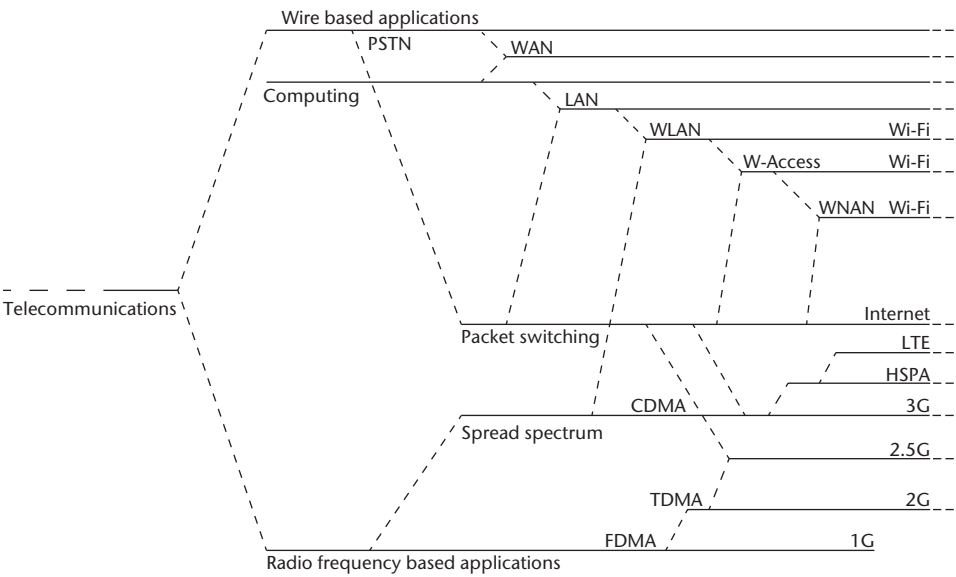 Wire based applications
PSTN
WAN
Computing
LAN
WLAN Wi-Fi
W-Access Wi-Fi
WNAN Wi-Fi
Telecommunications
Internet
Packet switching
LTE
HSPA
CDMA 3G
Spread spectrum
2.5G
TDMA 2G
FDMA 1G
Radio frequency based applications